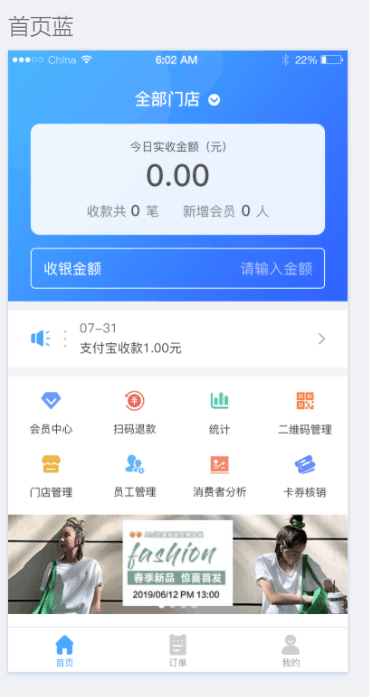 首页蓝
China 6:02 AM 22%
全部门店
今日实收金额（元）
0.00
收款共 0 笔 新增会员 0 人
收银金额 请输入金额
07-31
支付宝收款1.00元
会员中心 扫码退款 统计 二维码管理
门店管理 员工管理 消费者分析 卡券核销
fashion
春季新品 惊喜首发
2019/06/12 PM 13:00
首页 订单 我的